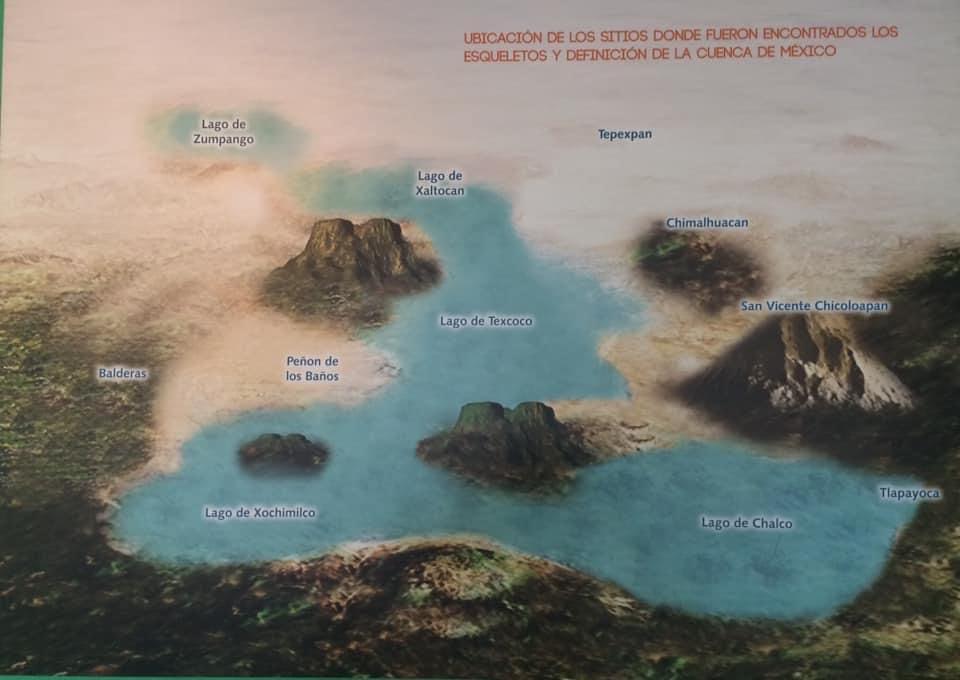 UBICACIÓN DE LOS SITIOS DONDE FUERON ENCONTRADOS LOS
ESQUELETOS Y DEFINICIÓN DE LA CUENCA DE MÉXICO
Lago de
Zumpango
Tepexpan
Lago de
Xaltocan
Chimalhuacan
San Vicente Chicoloapan
Lago de Texcoco
Peñon de
los Baños
Balderas
Tlapayoca
Lago de Xochimilco
Lago de Chalco